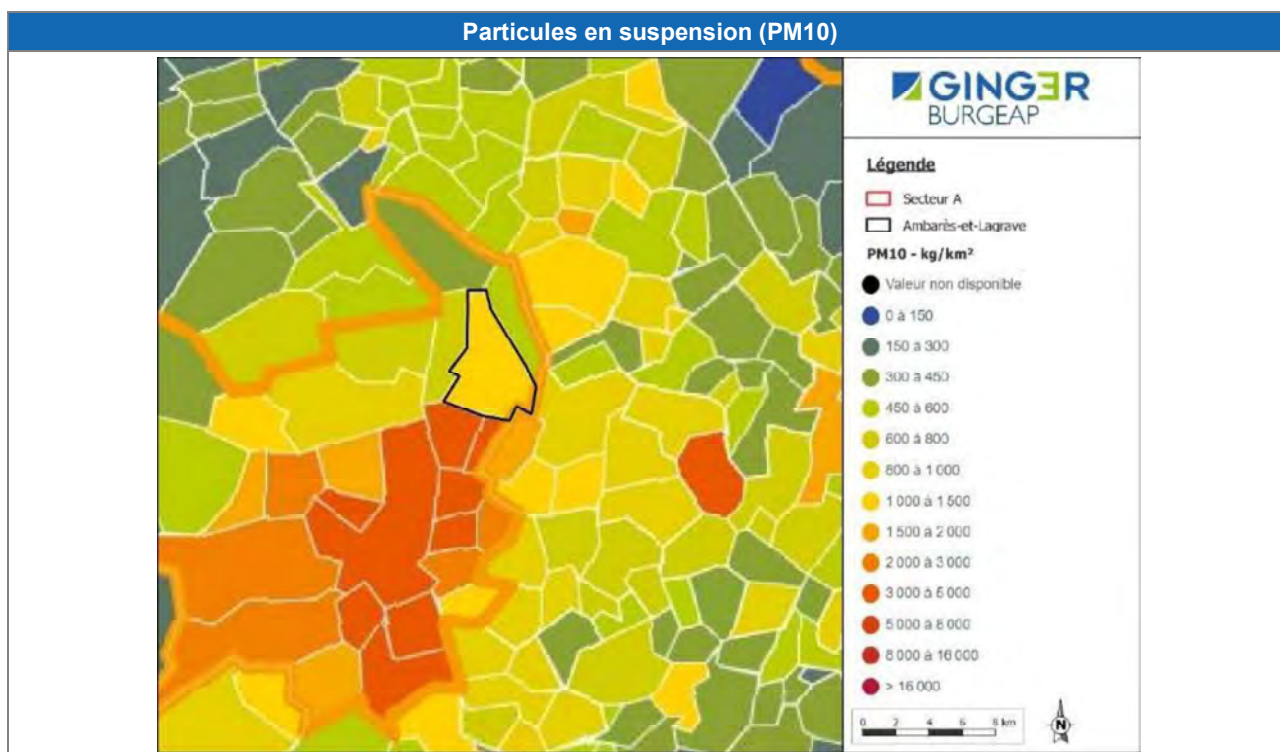 Particules en suspension (PM10)
GINGER
BURGEAP
Légende
Secteur A
Ambarès-et-Lagrave
PM10 - kg/km²
Valeur non disponible
0 à 150
150 à 300
300 à 450
450 à 600
600 à 800
800 à 1 000
1 000 à 1 500
1 500 à 2 000
2 000 à 3 000
3 000 à 5 000
5 000 à 8 000
8 000 à 16 000
> 16 000
0 2 4 6 8 km
N